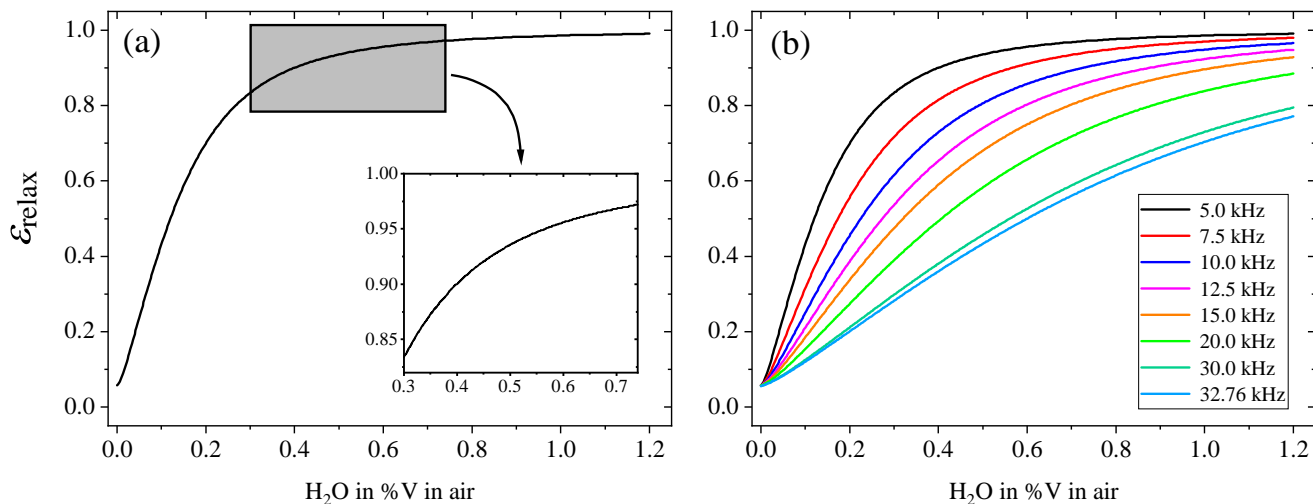 (a)
1.0
0.8
0.6
0.4
0.2
0.0
εrelax
1.00
0.95
0.90
0.85
0.3 0.4 0.5 0.6 0.7
0.0 0.2 0.4 0.6 0.8 1.0 1.2
H2O in %V in air
(b)
1.0
0.8
0.6
0.4
0.2
0.0
5.0 kHz
7.5 kHz
10.0 kHz
12.5 kHz
15.0 kHz
20.0 kHz
30.0 kHz
32.76 kHz
0.0 0.2 0.4 0.6 0.8 1.0 1.2
H2O in %V in air